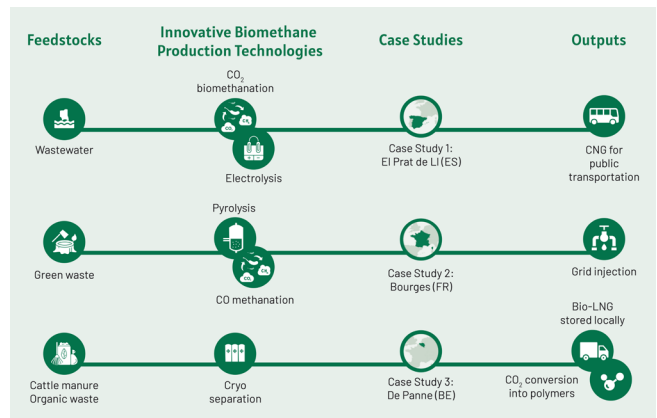 Feedstocks
Innovative Biomethane
Production Technologies
Case Studies
Outputs
CO₂
biomethanation
CO₂
CH₄
Wastewater
Electrolysis
Case Study 1:
El Prat de Ll (ES)
CNG for
public
transportation
Pyrolysis
CO₂
CH₄
Green waste
CO methanation
Case Study 2:
Bourges (FR)
Grid injection
Bio-LNG
stored locally
Cattle manure
Organic waste
Cryo
separation
Case Study 3:
De Panne (BE)
CO₂ conversion
into polymers